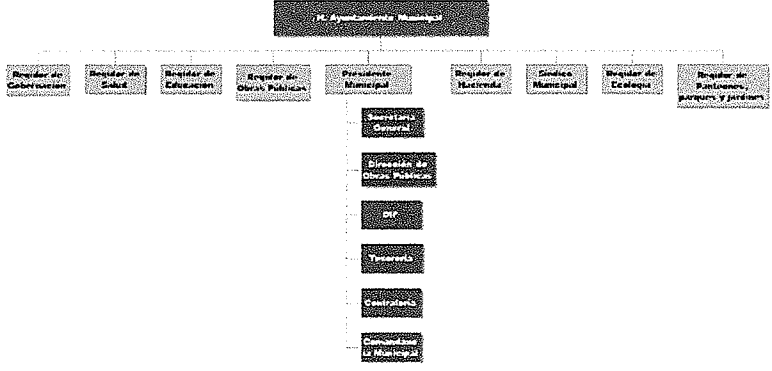 H. Ayuntamiento Municipal
Regidor de
Gobernación
Regidor de
Salud
Regidor de
Educación
Regidor de
Obras Públicas
Presidente
Municipal
Regidor de
Hacienda
Síndico
Municipal
Regidor de
Ecología
Regidor de
Panteones,
parques y jardines
Secretaría
General
Dirección de
Obras Públicas
DIF
Tesorería
Contraloría
Municipal